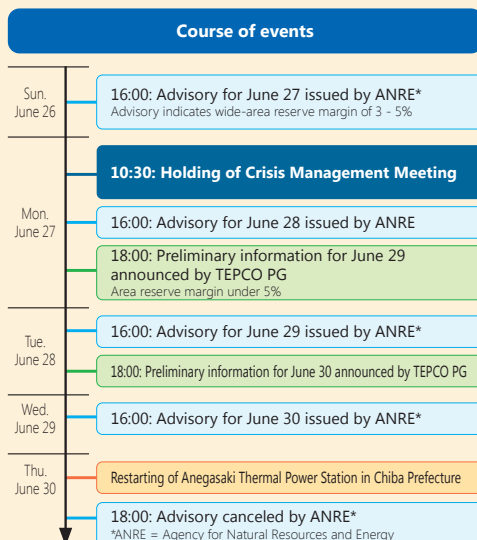 Course of events
Sun.
June 26
16:00: Advisory for June 27 issued by ANRE*
Advisory indicates wide-area reserve margin of 3 - 5%
Mon.
June 27
10:30: Holding of Crisis Management Meeting
16:00: Advisory for June 28 issued by ANRE
18:00: Preliminary information for June 29
announced by TEPCO PG
Area reserve margin under 5%
Tue.
June 28
16:00: Advisory for June 29 issued by ANRE*
18:00: Preliminary information for June 30 announced by TEPCO PG
Wed.
June 29
16:00: Advisory for June 30 issued by ANRE*
Thu.
June 30
Restarting of Anegasaki Thermal Power Station in Chiba Prefecture
18:00: Advisory canceled by ANRE*
*ANRE = Agency for Natural Resources and Energy